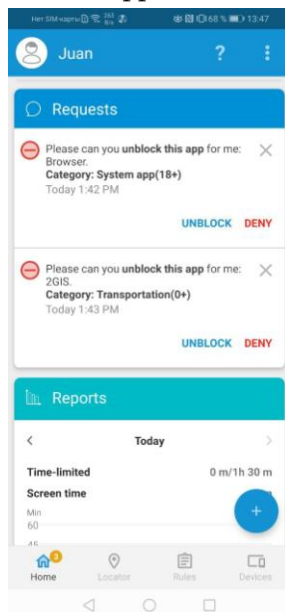 Нет SIM-карты 263 B/s 68 % 13:47
Juan ?
Requests
Please can you unblock this app for me:
Browser.
Category: System app(18+)
Today 1:42 PM
UNBLOCK DENY
Please can you unblock this app for me:
2GIS.
Category: Transportation(0+)
Today 1:43 PM
UNBLOCK DENY
Reports
< Today >
Time-limited 0 m/1h 30 m
Screen time
Min
60
45
+
3
Home Locator Rules Devices